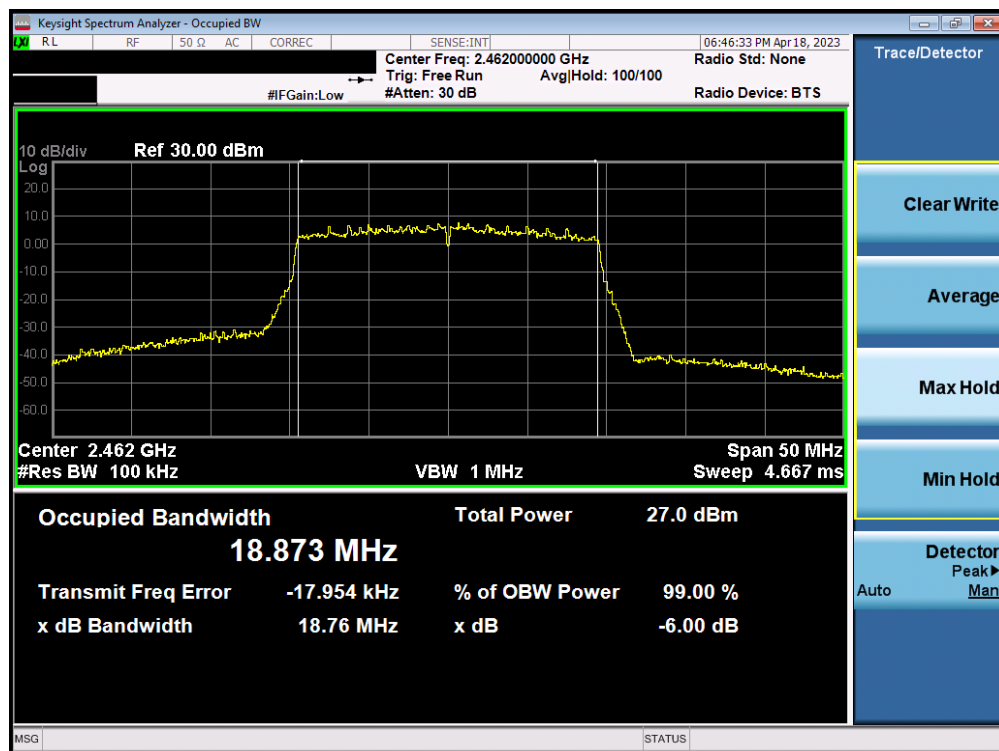 Keysight Spectrum Analyzer - Occupied BW
LXI RL RF 50 Ω AC CORREC SENSE:INT 06:46:33 PM Apr 18, 2023
Center Freq: 2.462000000 GHz Radio Std: None
Trig: Free Run Avg|Hold: 100/100
#IFGain:Low #Atten: 30 dB Radio Device: BTS
Trace/Detector
10 dB/div Ref 30.00 dBm
Log
20.0
10.0
0.00
-10.0
-20.0
-30.0
-40.0
-50.0
-60.0
Center 2.462 GHz Span 50 MHz
#Res BW 100 kHz VBW 1 MHz Sweep 4.667 ms
Occupied Bandwidth Total Power 27.0 dBm
18.873 MHz
Transmit Freq Error -17.954 kHz % of OBW Power 99.00 %
x dB Bandwidth 18.76 MHz x dB -6.00 dB
Clear Write
Average
Max Hold
Min Hold
Detector
Peak▶
Auto Man
MSG STATUS